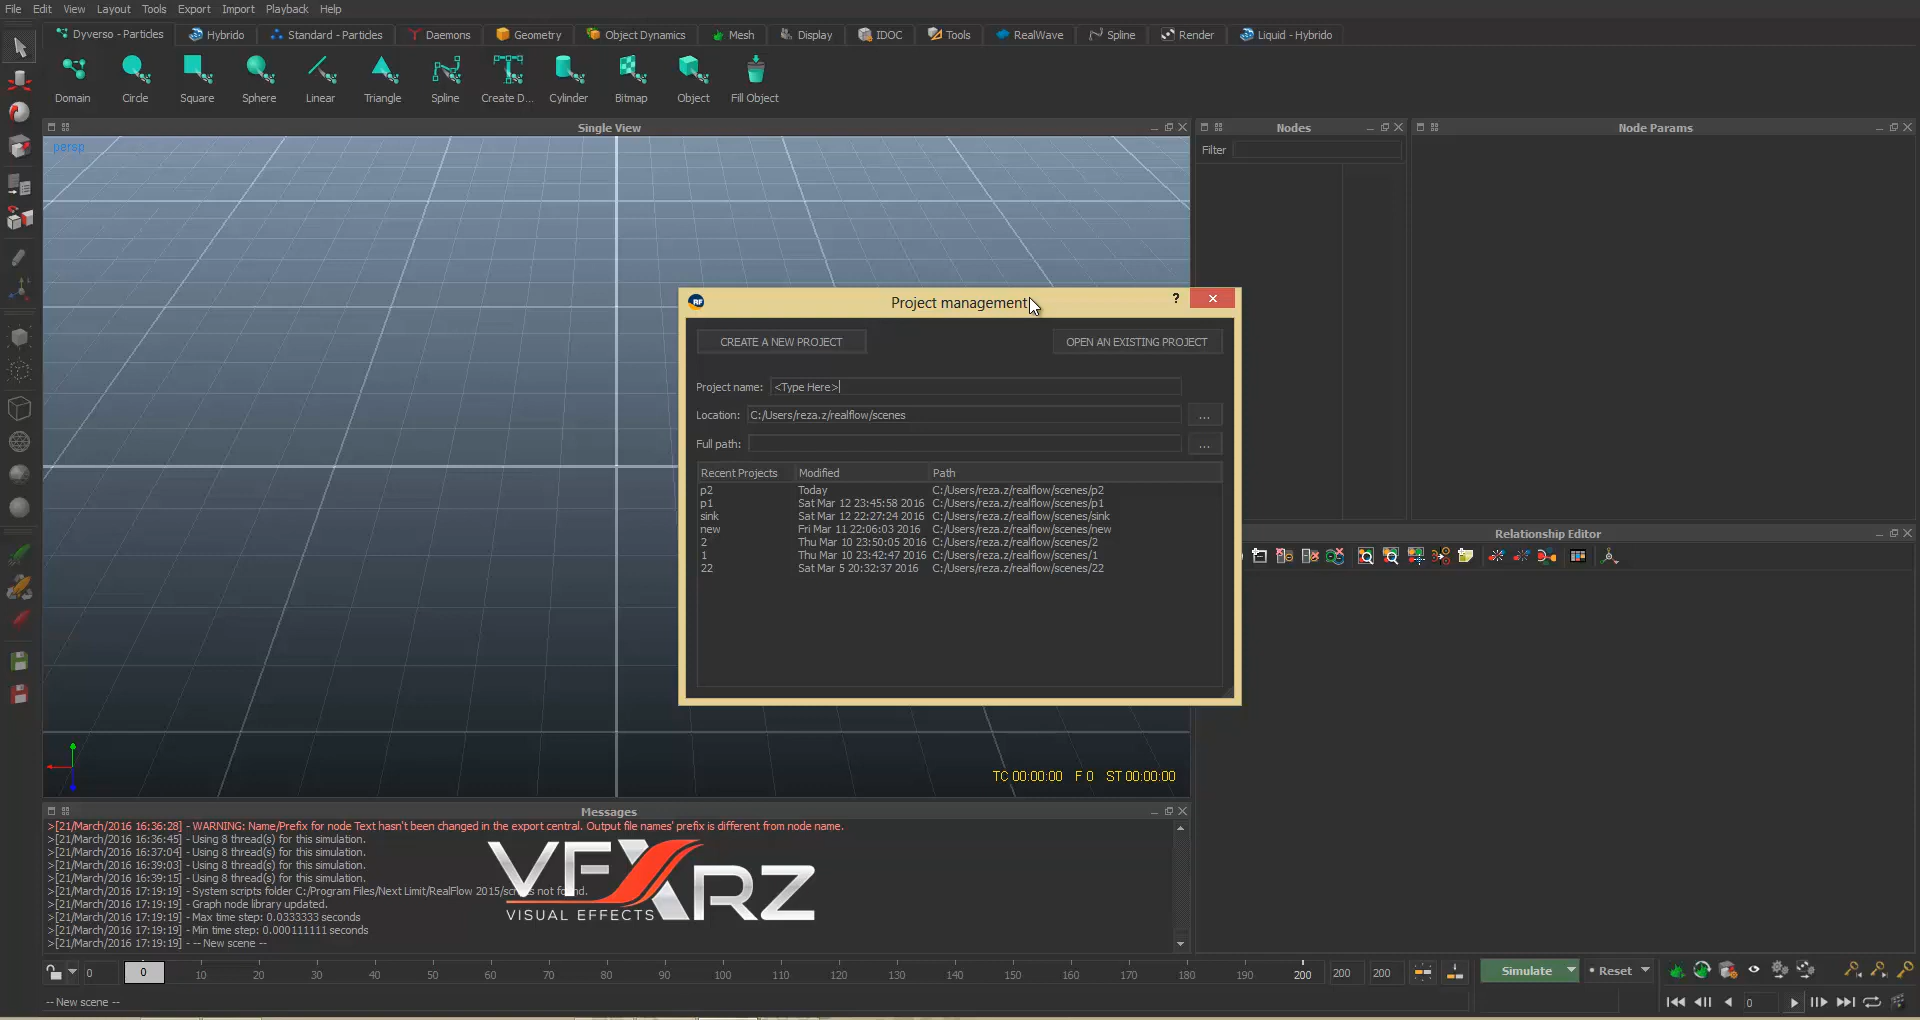 File Edit View Layout Tools Export Import Playback Help
Dyverso - Particles Hybrido Standard - Particles Daemons Geometry Object Dynamics Mesh Display IDOC Tools RealWave Spline Render Liquid - Hybrido
Domain Circle Square Sphere Linear Triangle Spline Create D... Cylinder Bitmap Object Fill Object
Single View
Nodes
Node Params
persp
Filter
Project management
?
CREATE A NEW PROJECT
OPEN AN EXISTING PROJECT
Project name: <Type Here>
Location: C:/Users/reza.z/realflow/scenes ...
Full path: ...
Recent Projects Modified Path
p2 Today C:/Users/reza.z/realflow/scenes/p2
p1 Sat Mar 12 23:45:58 2016 C:/Users/reza.z/realflow/scenes/p1
sink Sat Mar 12 22:27:24 2016 C:/Users/reza.z/realflow/scenes/sink
new Fri Mar 11 22:06:03 2016 C:/Users/reza.z/realflow/scenes/new
2 Thu Mar 10 23:50:05 2016 C:/Users/reza.z/realflow/scenes/2
1 Thu Mar 10 23:42:47 2016 C:/Users/reza.z/realflow/scenes/1
22 Sat Mar 5 20:32:37 2016 C:/Users/reza.z/realflow/scenes/22
Relationship Editor
TC 00:00:00 F 0 ST 00:00:00
Messages
>[21/March/2016 16:36:28] - WARNING: Name/Prefix for node Text hasn't been changed in the export central. Output file names' prefix is different from node name.
>[21/March/2016 16:36:45] - Using 8 thread(s) for this simulation.
>[21/March/2016 16:37:04] - Using 8 thread(s) for this simulation.
>[21/March/2016 16:39:03] - Using 8 thread(s) for this simulation.
>[21/March/2016 16:39:15] - Using 8 thread(s) for this simulation.
>[21/March/2016 17:19:19] - System scripts folder C:/Program Files/Next Limit/RealFlow 2015/ not found.
>[21/March/2016 17:19:19] - Graph node library updated.
>[21/March/2016 17:19:19] - Max time step: 0.0333333 seconds
>[21/March/2016 17:19:19] - Min time step: 0.000111111 seconds
>[21/March/2016 17:19:19] - -- New scene --
VFXARZ
VISUAL EFFECTS
0 0 10 20 30 40 50 60 70 80 90 100 110 120 130 140 150 160 170 180 190 200 200 200
Simulate Reset
-- New scene --
0